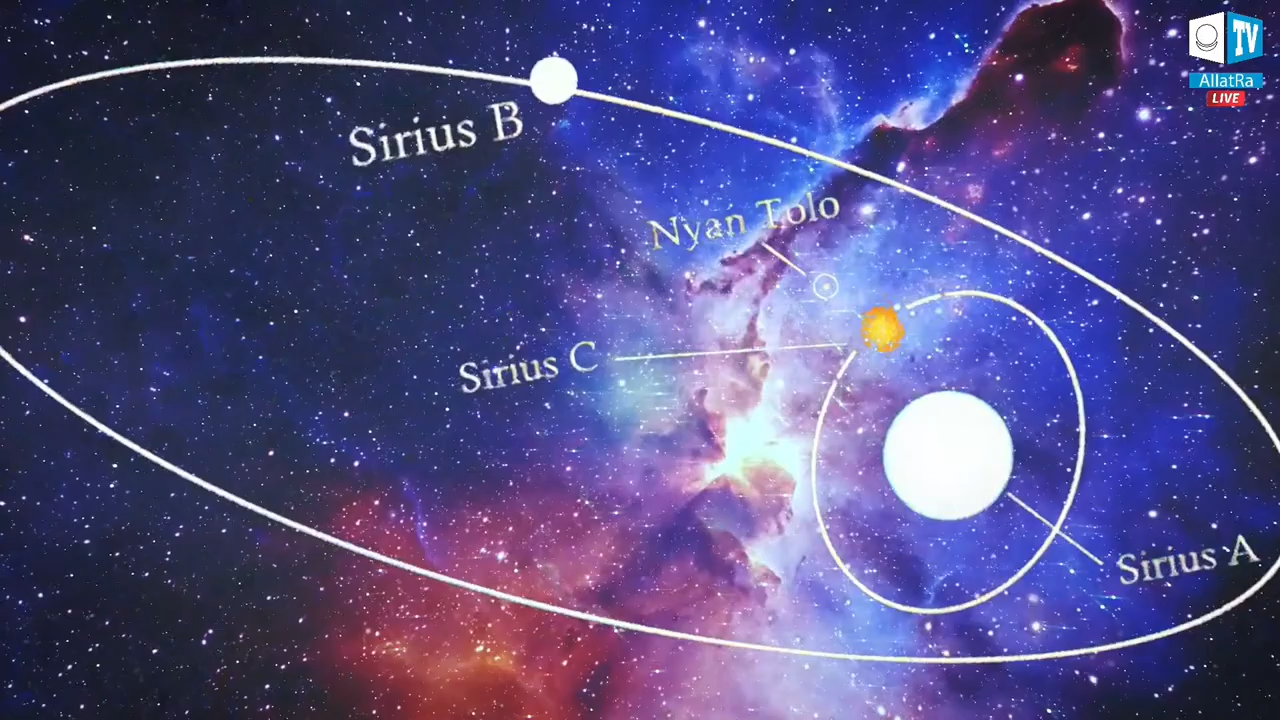 TV
AllatRa
LIVE
Sirius B
Nyan Tolo
Sirius C
Sirius A